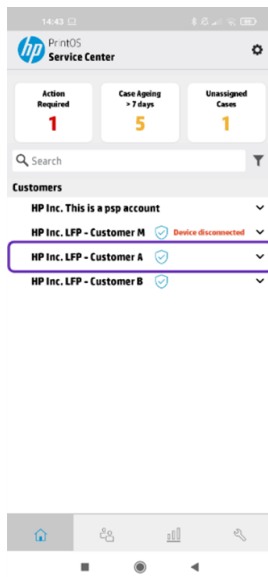 14:43
hp PrintOS
Service Center
Action Required
1
Case Ageing > 7 days
5
Unassigned Cases
1
Search
Customers
HP Inc. This is a psp account
HP Inc. LFP - Customer M Device disconnected
HP Inc. LFP - Customer A
HP Inc. LFP - Customer B